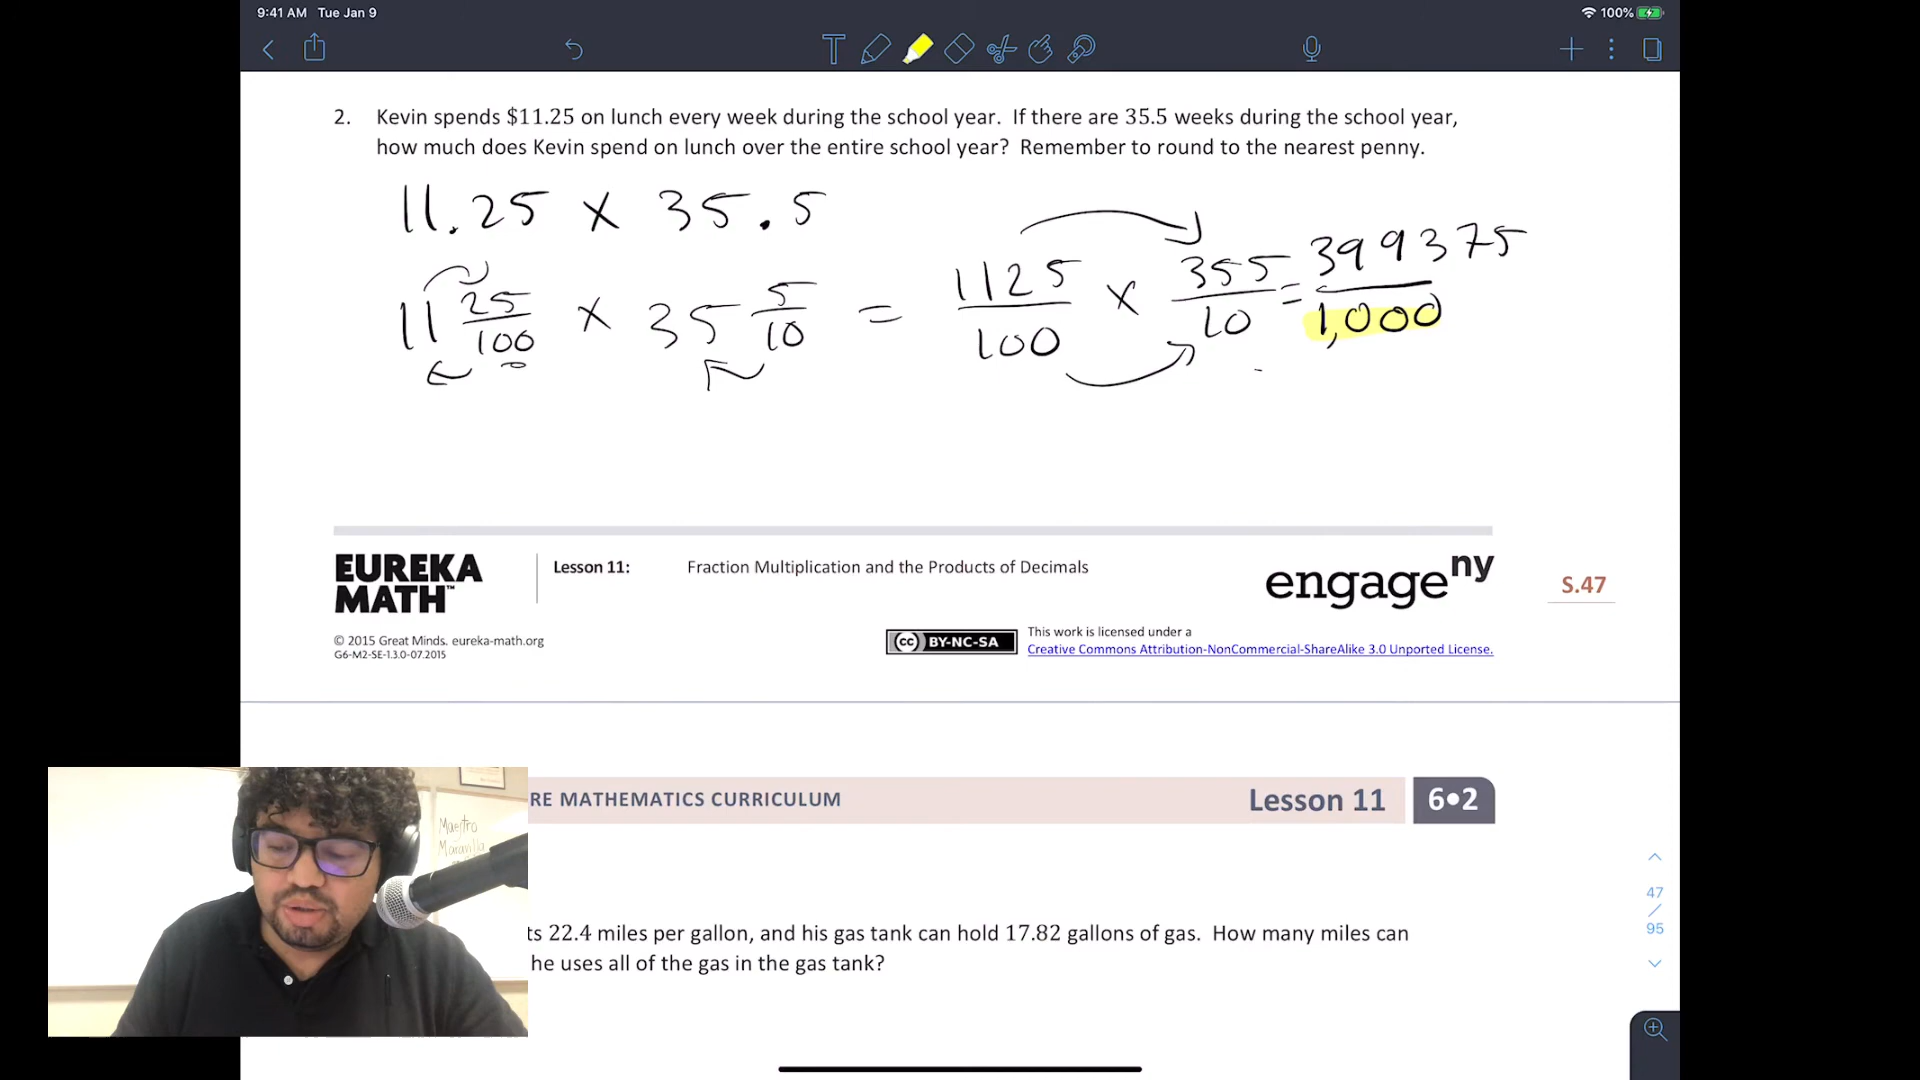 9:41 AM Tue Jan 9
100%
2. Kevin spends $11.25 on lunch every week during the school year. If there are 35.5 weeks during the school year,
how much does Kevin spend on lunch over the entire school year? Remember to round to the nearest penny.
11.25 × 35.5
11 25/100 × 35 5/10 = 1125/100 × 355/10 = 399375/1,000
EUREKA
MATH™
Lesson 11: Fraction Multiplication and the Products of Decimals
engage ny
S.47
© 2015 Great Minds. eureka-math.org
G6-M2-SE-1.3.0-07.2015
cc BY-NC-SA
This work is licensed under a
Creative Commons Attribution-NonCommercial-ShareAlike 3.0 Unported License.
RE MATHEMATICS CURRICULUM
Lesson 11
6•2
Maestro
Maravilla
47
/
95
ts 22.4 miles per gallon, and his gas tank can hold 17.82 gallons of gas. How many miles can
he uses all of the gas in the gas tank?